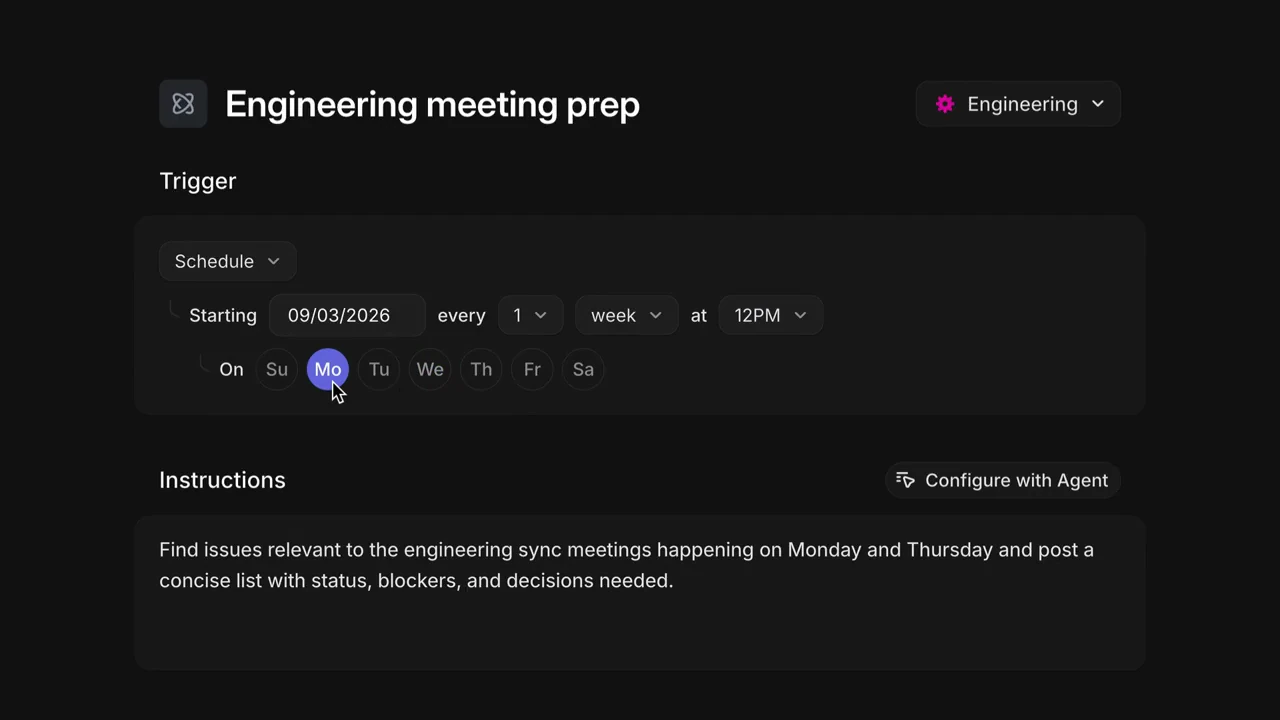 Engineering meeting prep
Engineering
Trigger
Schedule
Starting 09/03/2026 every 1 week at 12PM
On Su Mo Tu We Th Fr Sa
Instructions
Configure with Agent
Find issues relevant to the engineering sync meetings happening on Monday and Thursday and post a
concise list with status, blockers, and decisions needed.